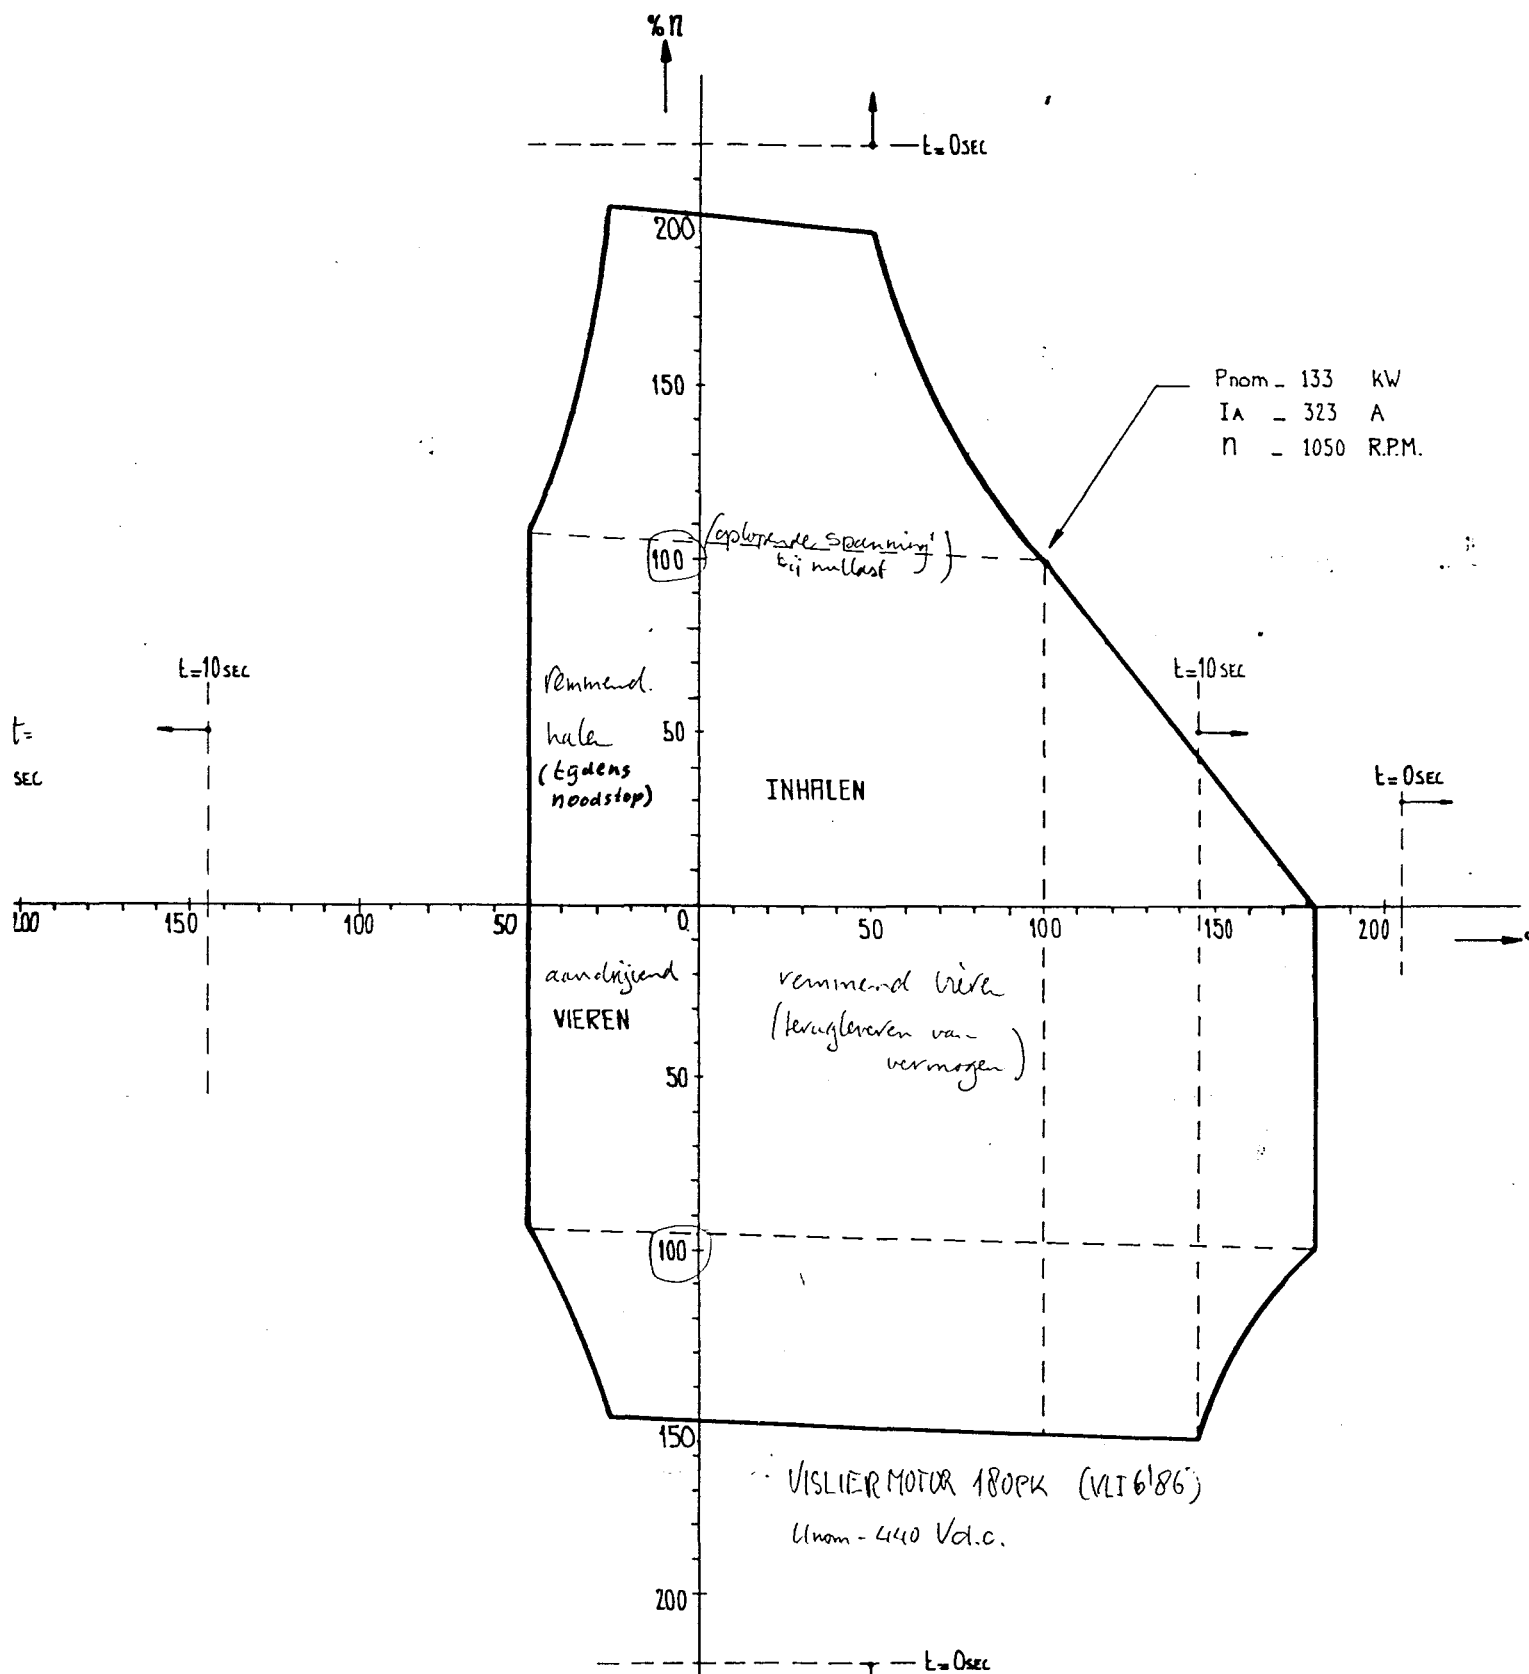 % n
t=0SEC
200
150
Pnom - 133 KW
IA - 323 A
n - 1050 R.P.M.
100
(oplopende spanning
bij nullast)
t=10SEC
t=10SEC
remmend.
halen
(tijdens
noodstop)
50
INHALEN
t=
SEC
t=0SEC
200
150
100
50
0
50
100
150
200
aandrijvend
VIEREN
remmend vieren
(terugleveren van
vermogen)
50
100
150
VISLIERMOTOR 180PK (VLI 6'86)
Unom - 440 Vd.c.
200
t=0SEC